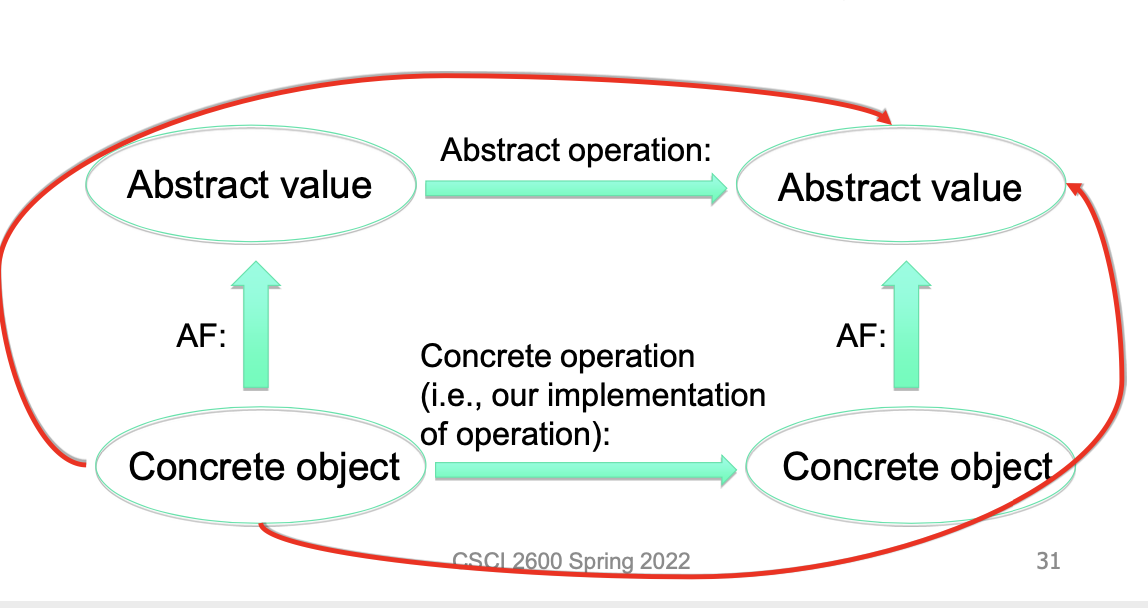 Abstract operation:
Abstract value
Abstract value
AF:
AF:
Concrete operation
(i.e., our implementation
of operation):
Concrete object
Concrete object
CSCI 2600 Spring 2022
31